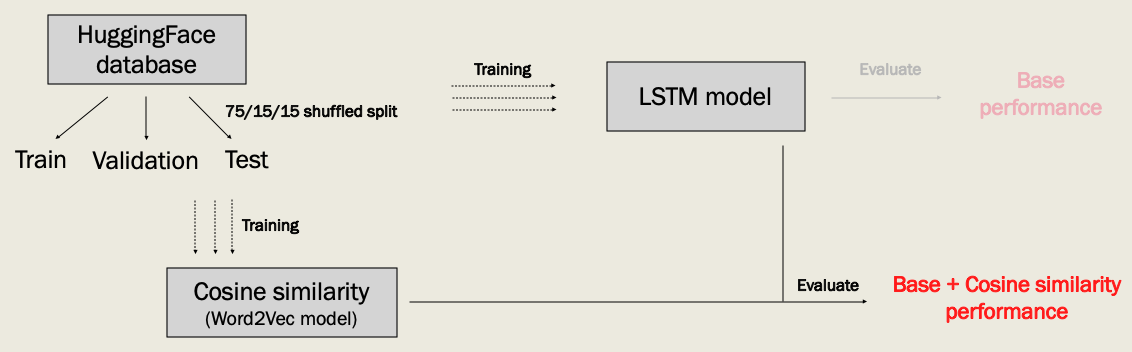 HuggingFace
database
75/15/15 shuffled split
Train
Validation
Test
Training
LSTM model
Evaluate
Base
performance
Training
Cosine similarity
(Word2Vec model)
Evaluate
Base + Cosine similarity
performance